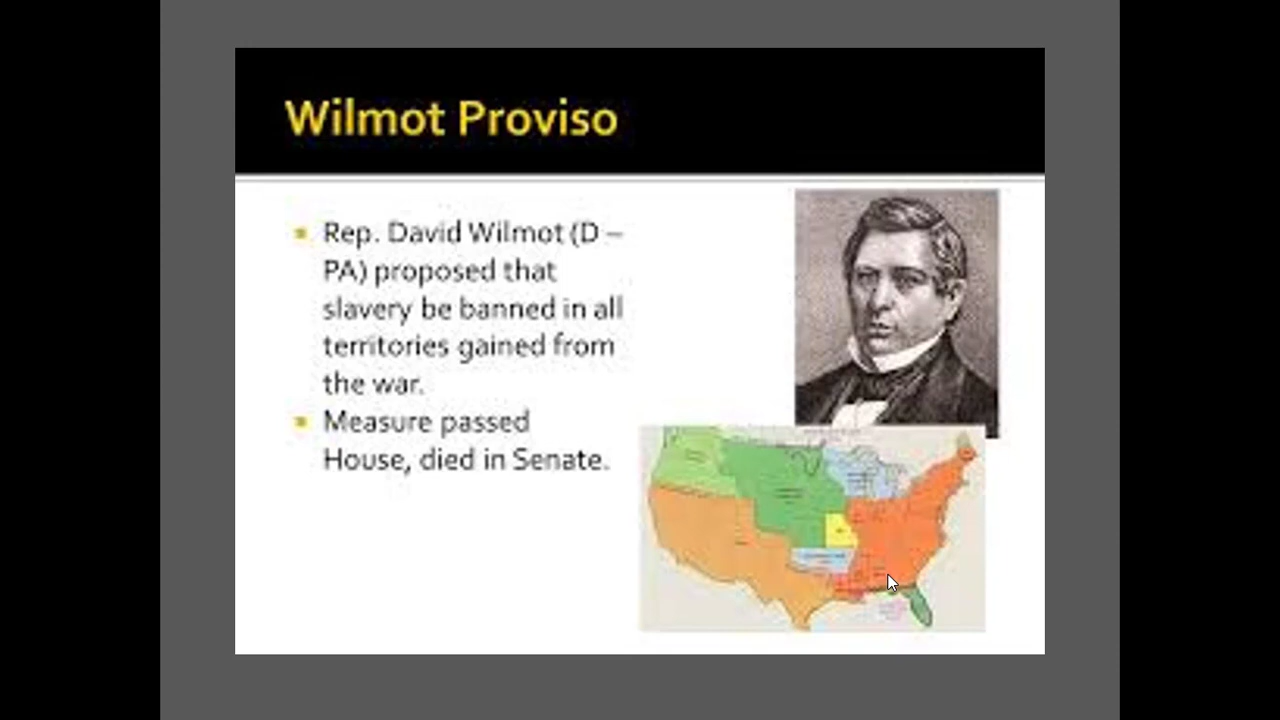 Wilmot Proviso
Rep. David Wilmot (D –
PA) proposed that
slavery be banned in all
territories gained from
the war.
Measure passed
House, died in Senate.